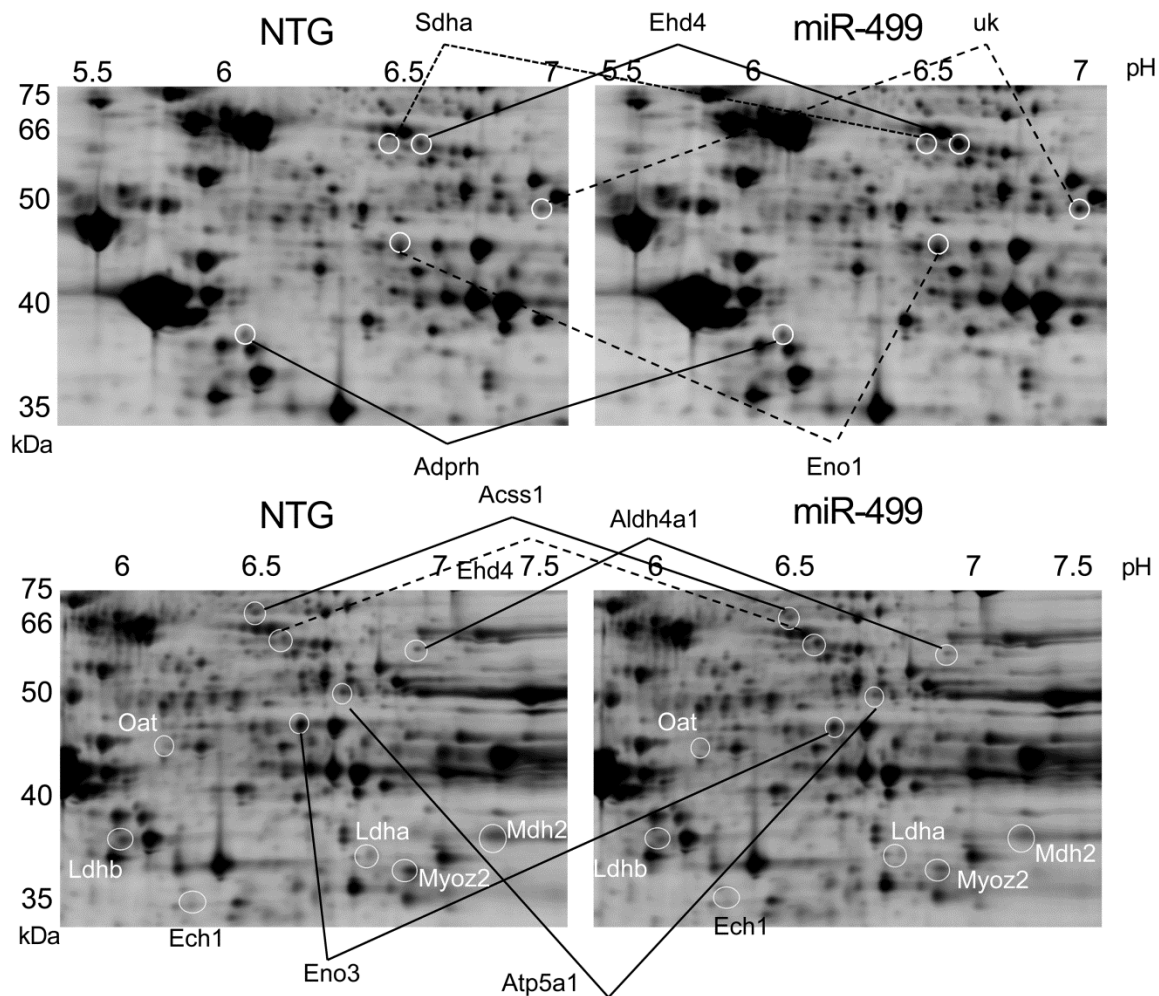 NTG Sdha Ehd4 miR-499 uk
5.5 6 6.5 7 5.5 6 6.5 7 pH
75
66
50
40
35
kDa
Adprh Eno1
NTG Acss1 Aldh4a1 miR-499
6 6.5 7 7.5 6 6.5 7 7.5 pH
Ehd4
75
66
50
Oat Oat
40
Ldhb Ldha Mdh2 Ldhb Ldha Mdh2
Myoz2 Myoz2
35
kDa
Ech1 Ech1
Eno3 Atp5a1